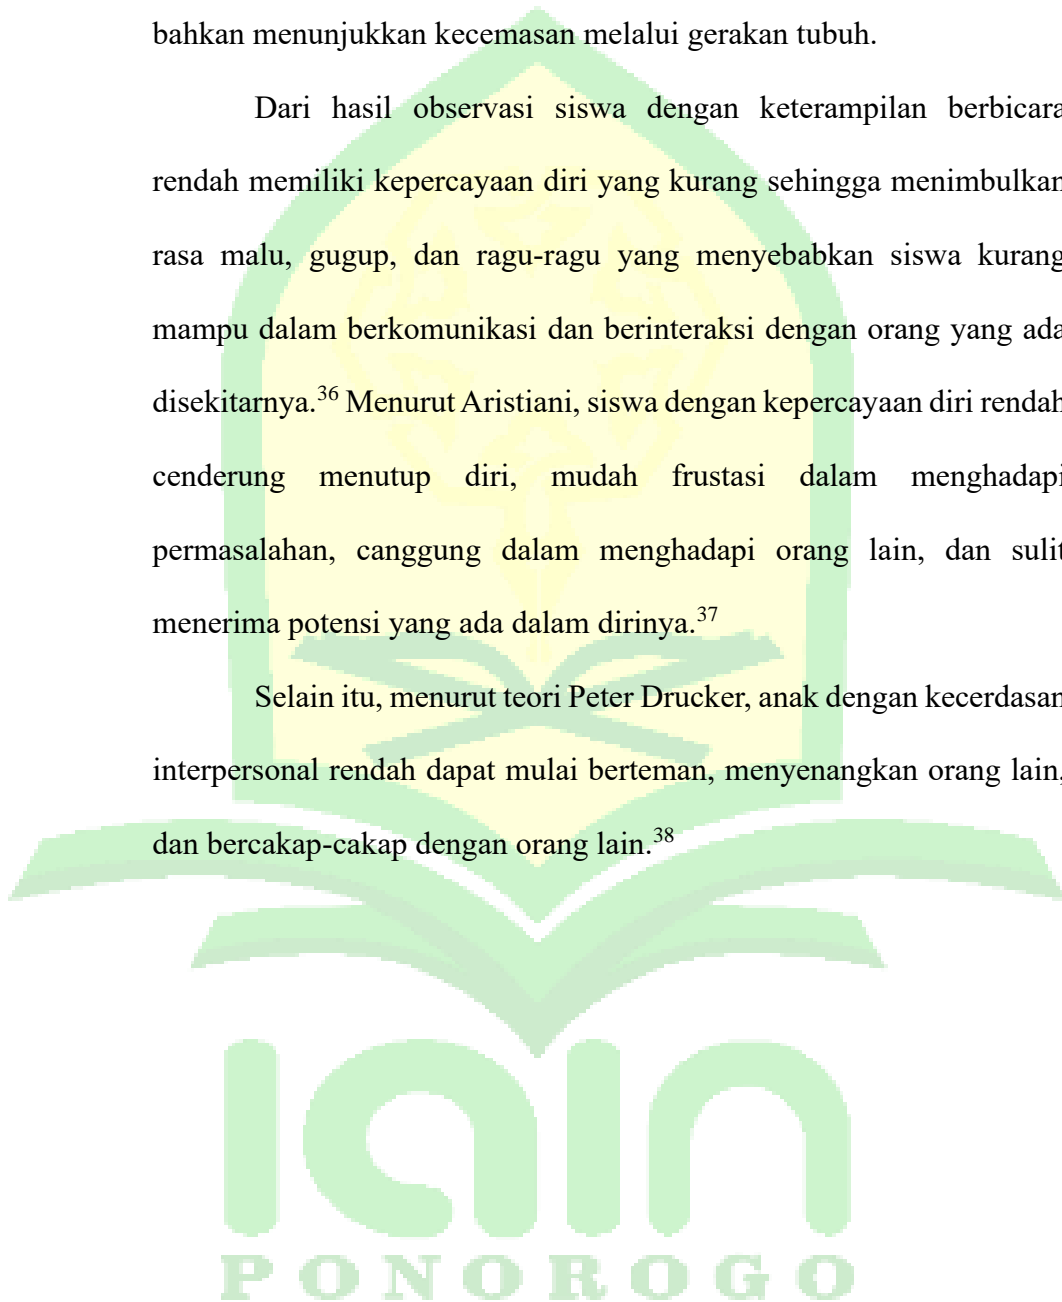 bahkan menunjukkan kecemasan melalui gerakan tubuh.
Dari hasil observasi siswa dengan keterampilan berbicara
rendah memiliki kepercayaan diri yang kurang sehingga menimbulkan
rasa malu, gugup, dan ragu-ragu yang menyebabkan siswa kurang
mampu dalam berkomunikasi dan berinteraksi dengan orang yang ada
disekitarnya.36 Menurut Aristiani, siswa dengan kepercayaan diri rendah
cenderung menutup diri, mudah frustasi dalam menghadapi
permasalahan, canggung dalam menghadapi orang lain, dan sulit
menerima potensi yang ada dalam dirinya.37
Selain itu, menurut teori Peter Drucker, anak dengan kecerdasan
interpersonal rendah dapat mulai berteman, menyenangkan orang lain,
dan bercakap-cakap dengan orang lain.38
iain
PONOROGO